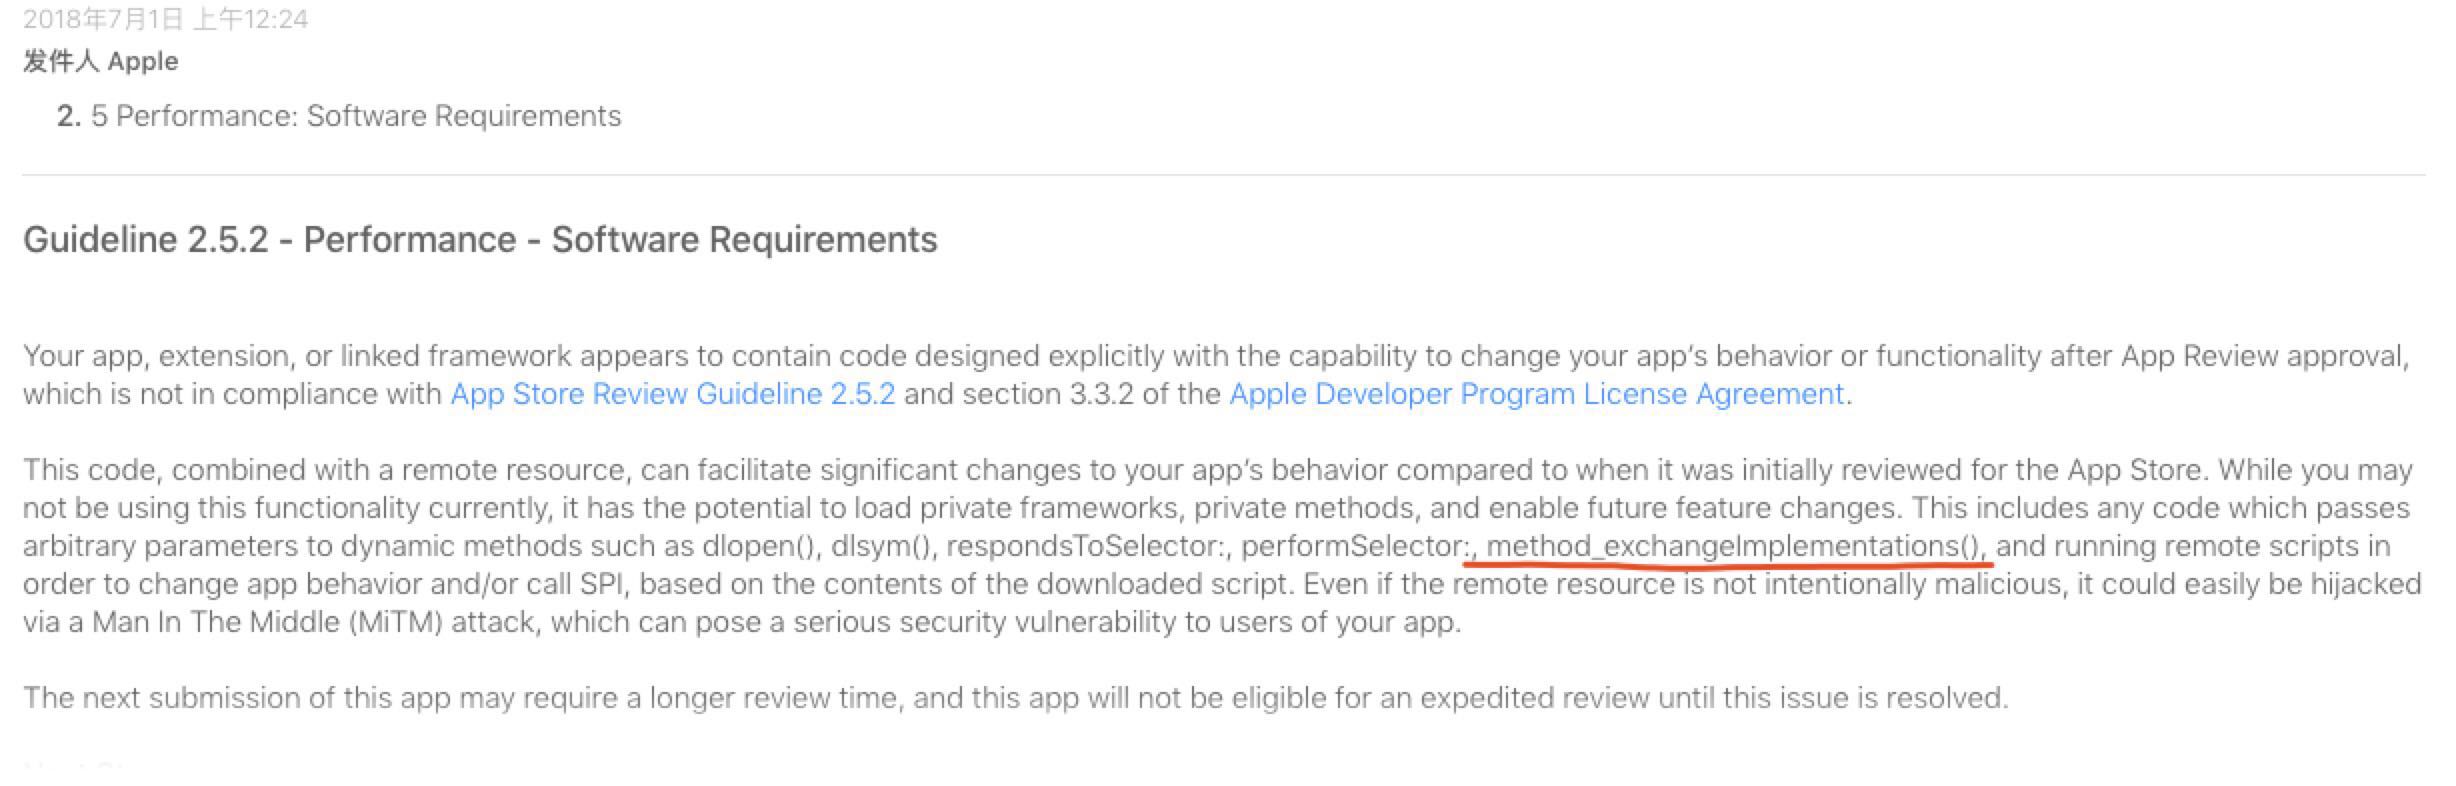 2018年7月1日 上午12:24
发件人 Apple
2. 5 Performance: Software Requirements
Guideline 2.5.2 - Performance - Software Requirements
Your app, extension, or linked framework appears to contain code designed explicitly with the capability to change your app's behavior or functionality after App Review approval,
which is not in compliance with App Store Review Guideline 2.5.2 and section 3.3.2 of the Apple Developer Program License Agreement.
This code, combined with a remote resource, can facilitate significant changes to your app's behavior compared to when it was initially reviewed for the App Store. While you may
not be using this functionality currently, it has the potential to load private frameworks, private methods, and enable future feature changes. This includes any code which passes
arbitrary parameters to dynamic methods such as dlopen(), dlsym(), respondsToSelector:, performSelector:, method_exchangeImplementations(), and running remote scripts in
order to change app behavior and/or call SPI, based on the contents of the downloaded script. Even if the remote resource is not intentionally malicious, it could easily be hijacked
via a Man In The Middle (MiTM) attack, which can pose a serious security vulnerability to users of your app.
The next submission of this app may require a longer review time, and this app will not be eligible for an expedited review until this issue is resolved.